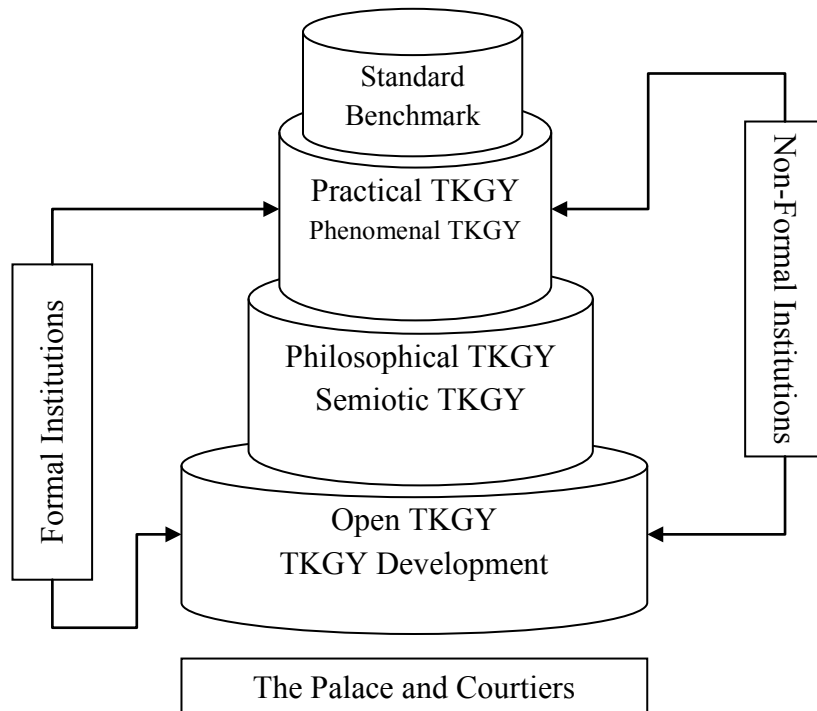 Standard
Benchmark
Practical TKGY
Phenomenal TKGY
Philosophical TKGY
Semiotic TKGY
Open TKGY
TKGY Development
The Palace and Courtiers
Formal Institutions
Non-Formal Institutions